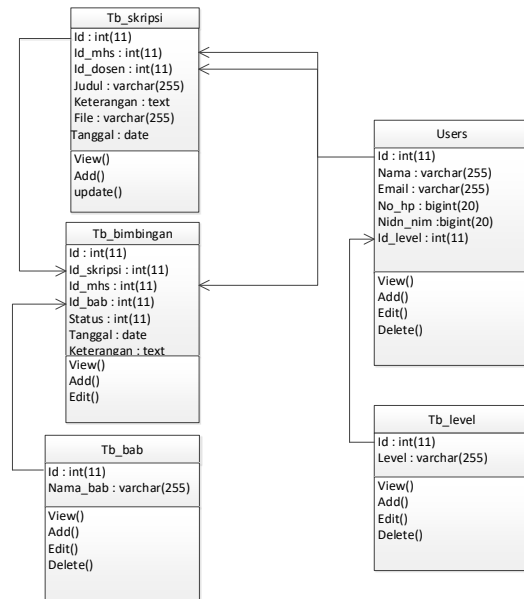 Tb_skripsi
Id : int(11)
Id_mhs : int(11)
Id_dosen : int(11)
Judul : varchar(255)
Keterangan : text
File : varchar(255)
Tanggal : date
View()
Add()
update()
Tb_bimbingan
Id : int(11)
Id_skripsi : int(11)
Id_mhs : int(11)
Id_bab : int(11)
Status : int(11)
Tanggal : date
Keterangan : text
View()
Add()
Edit()
Tb_bab
Id : int(11)
Nama_bab : varchar(255)
View()
Add()
Edit()
Delete()
Users
Id : int(11)
Nama : varchar(255)
Email : varchar(255)
No_hp : bigint(20)
Nidn_nim :bigint(20)
Id_level : int(11)
View()
Add()
Edit()
Delete()
Tb_level
Id : int(11)
Level : varchar(255)
View()
Add()
Edit()
Delete()